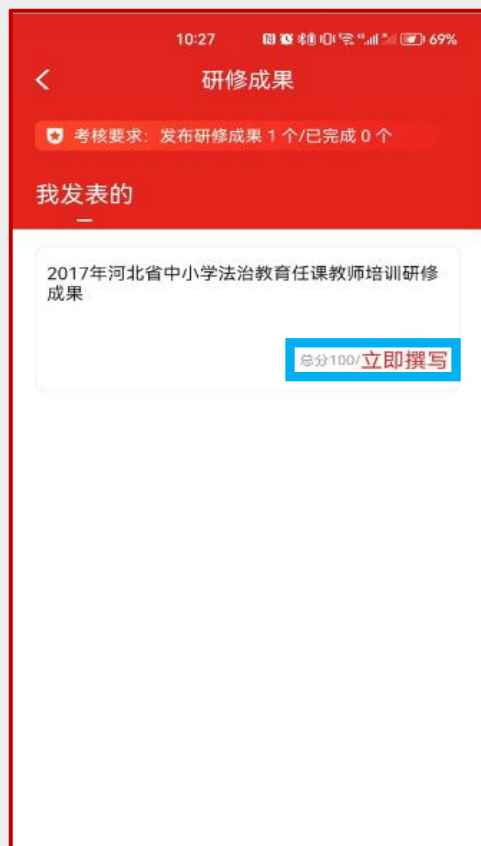 10:27
69%
研修成果
考核要求: 发布研修成果 1 个/已完成 0 个
我发表的
2017年河北省中小学法治教育任课教师培训研修
成果
总分100/立即撰写